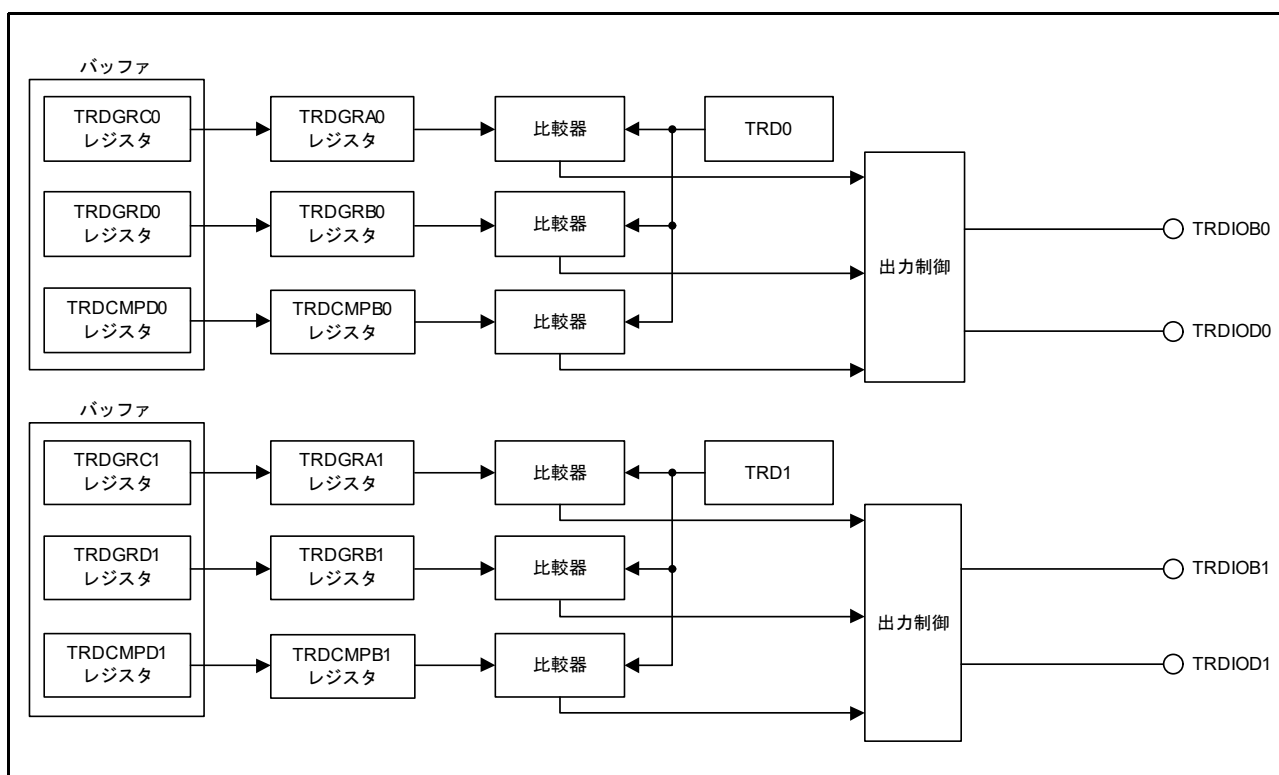 バッファ
TRDGRC0
レジスタ
TRDGRA0
レジスタ
比較器
TRD0
TRDGRD0
レジスタ
TRDGRB0
レジスタ
比較器
TRDIOB0
出力制御
TRDCMPD0
レジスタ
TRDCMPB0
レジスタ
比較器
TRDIOD0
バッファ
TRDGRC1
レジスタ
TRDGRA1
レジスタ
比較器
TRD1
TRDGRD1
レジスタ
TRDGRB1
レジスタ
比較器
TRDIOB1
出力制御
TRDCMPD1
レジスタ
TRDCMPB1
レジスタ
比較器
TRDIOD1